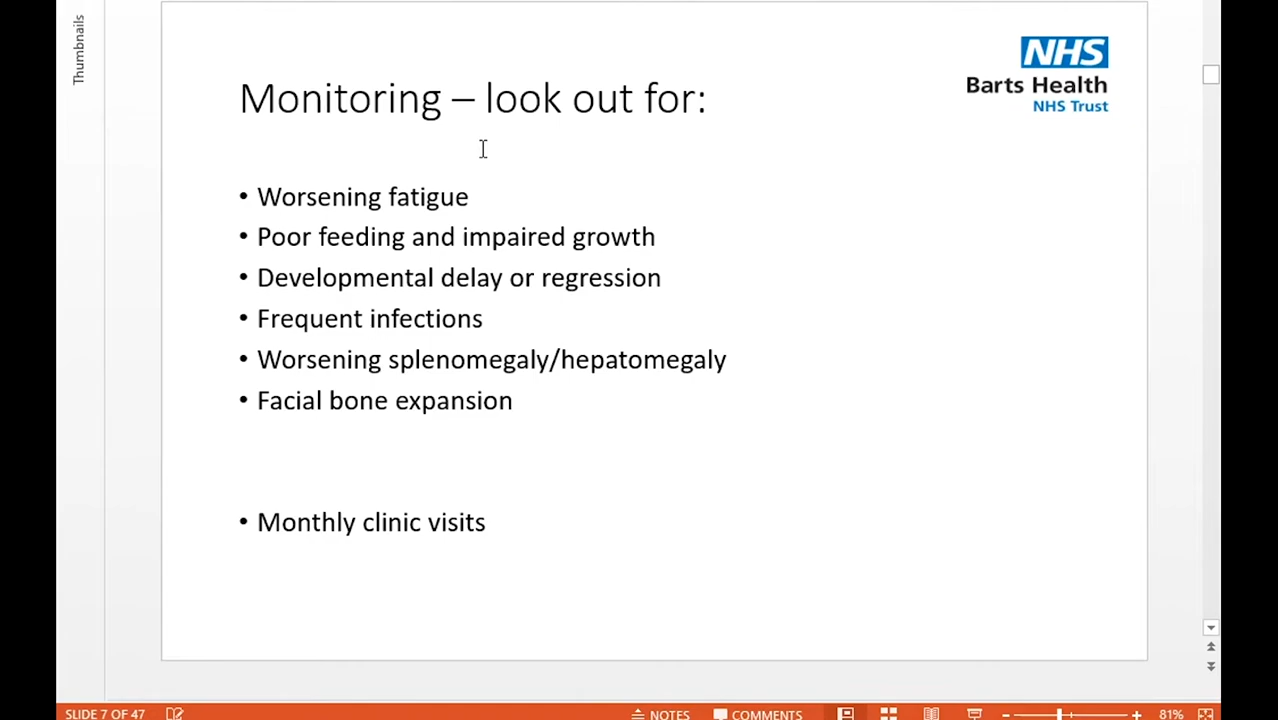 Thumbnails
NHS
Barts Health
NHS Trust
Monitoring – look out for:
• Worsening fatigue
• Poor feeding and impaired growth
• Developmental delay or regression
• Frequent infections
• Worsening splenomegaly/hepatomegaly
• Facial bone expansion
• Monthly clinic visits
SLIDE 7 OF 47
NOTES
COMMENTS
81%